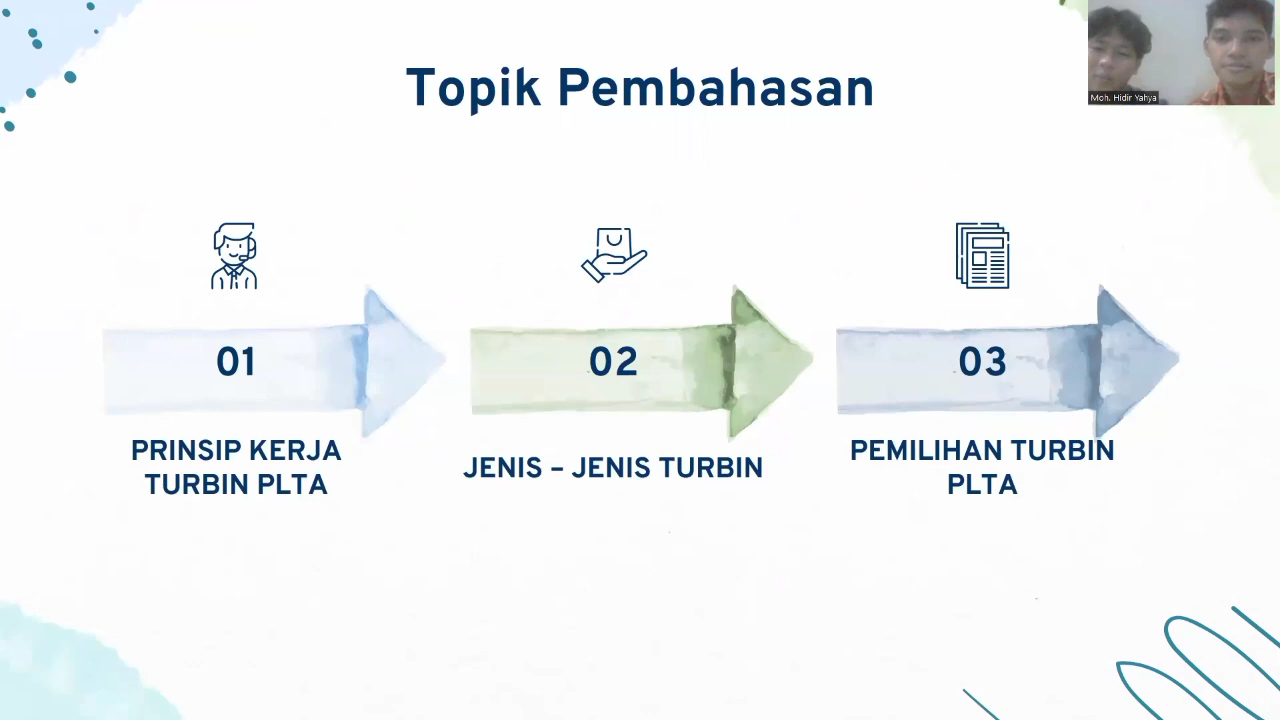 Topik Pembahasan
Moh. Hidir Yahya
01
PRINSIP KERJA
TURBIN PLTA
02
JENIS – JENIS TURBIN
03
PEMILIHAN TURBIN
PLTA